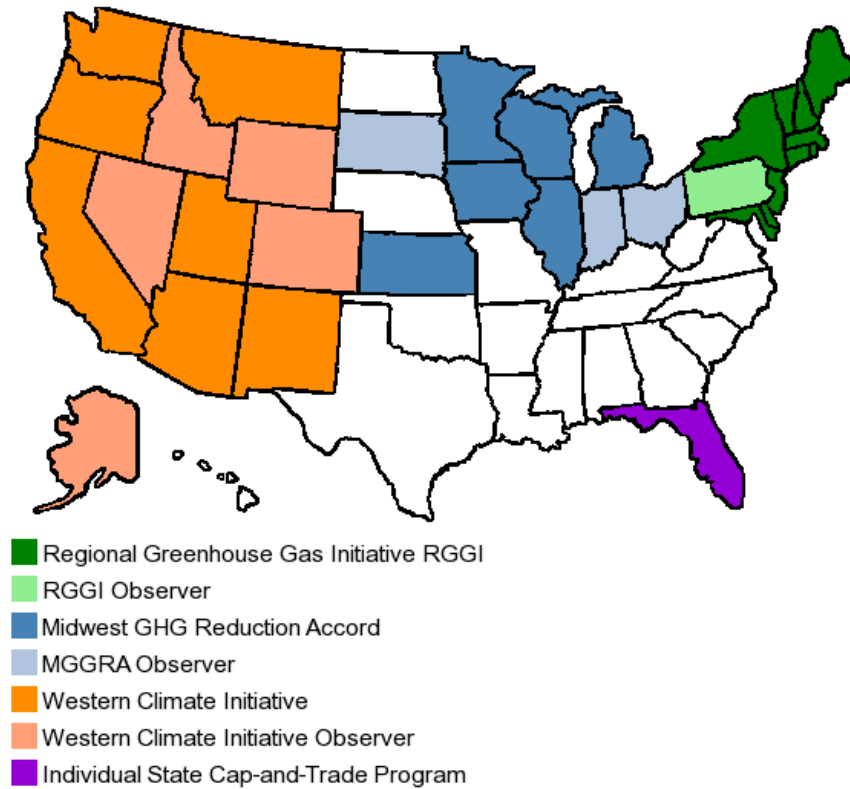 Regional Greenhouse Gas Initiative RGGI
RGGI Observer
Midwest GHG Reduction Accord
MGGRA Observer
Western Climate Initiative
Western Climate Initiative Observer
Individual State Cap-and-Trade Program